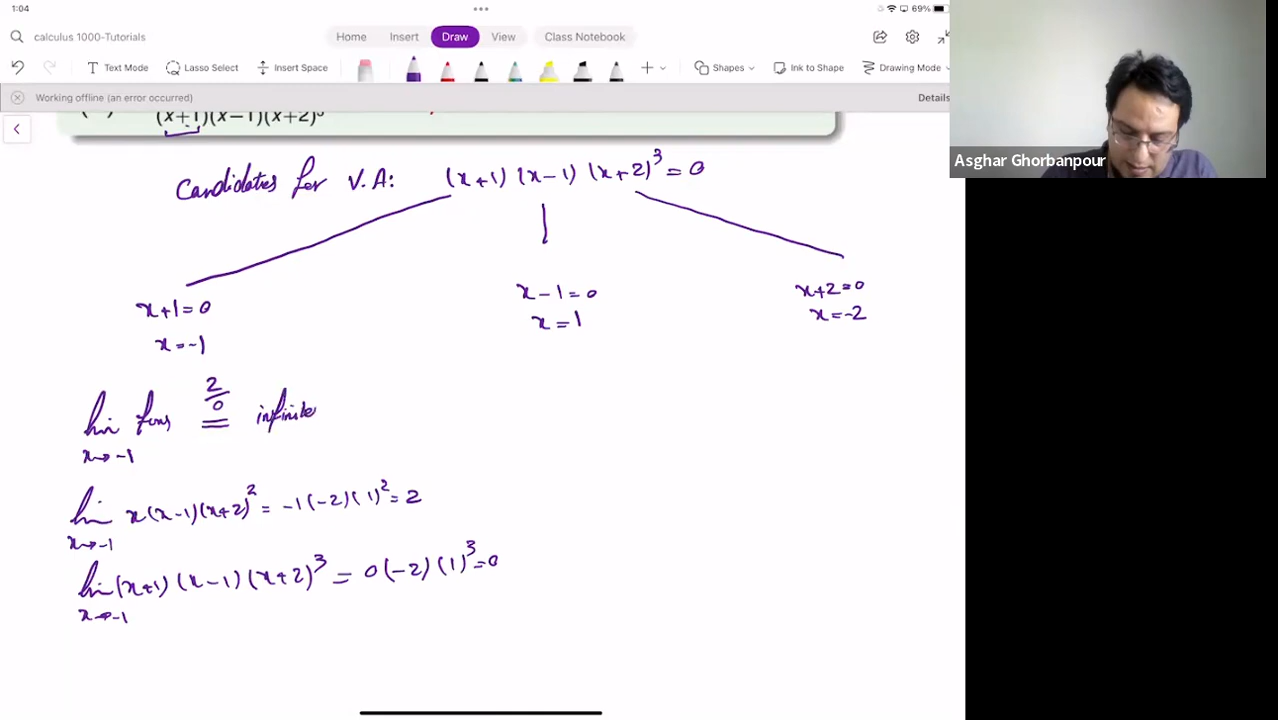 1:04
69%
calculus 1000-Tutorials
Home Insert Draw View Class Notebook
Text Mode Lasso Select Insert Space Shapes Ink to Shape Drawing Mode
Working offline (an error occurred) Details
(x+1)(x−1)(x+2)³
Asghar Ghorbanpour
Candidates for V.A: (x+1) (x-1) (x+2)³ = 0
x+1=0 x-1=0 x+2=0
x=-1 x=1 x=-2
2/0
lim f(x) = infinite
x→-1
lim x(x-1)(x+2)² = -1(-2)(1)² = 2
x→-1
lim (x+1)(x-1)(x+2)³ = 0(-2)(1)³ = 0
x→-1